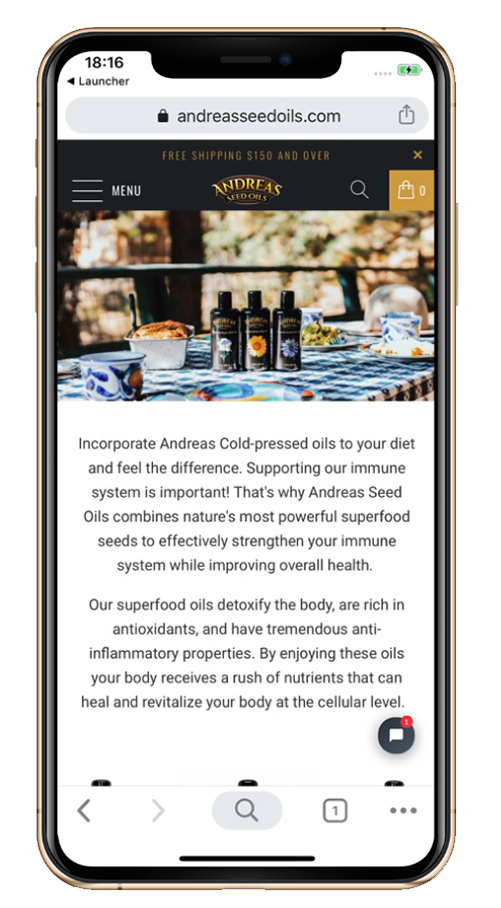 18:16
◀ Launcher
andreasseedoils.com
FREE SHIPPING $150 AND OVER
MENU
ANDREAS
SEED OILS
0
Incorporate Andreas Cold-pressed oils to your diet
and feel the difference. Supporting our immune
system is important! That's why Andreas Seed
Oils combines nature's most powerful superfood
seeds to effectively strengthen your immune
system while improving overall health.
Our superfood oils detoxify the body, are rich in
antioxidants, and have tremendous anti-
inflammatory properties. By enjoying these oils
your body receives a rush of nutrients that can
heal and revitalize your body at the cellular level.
1
1